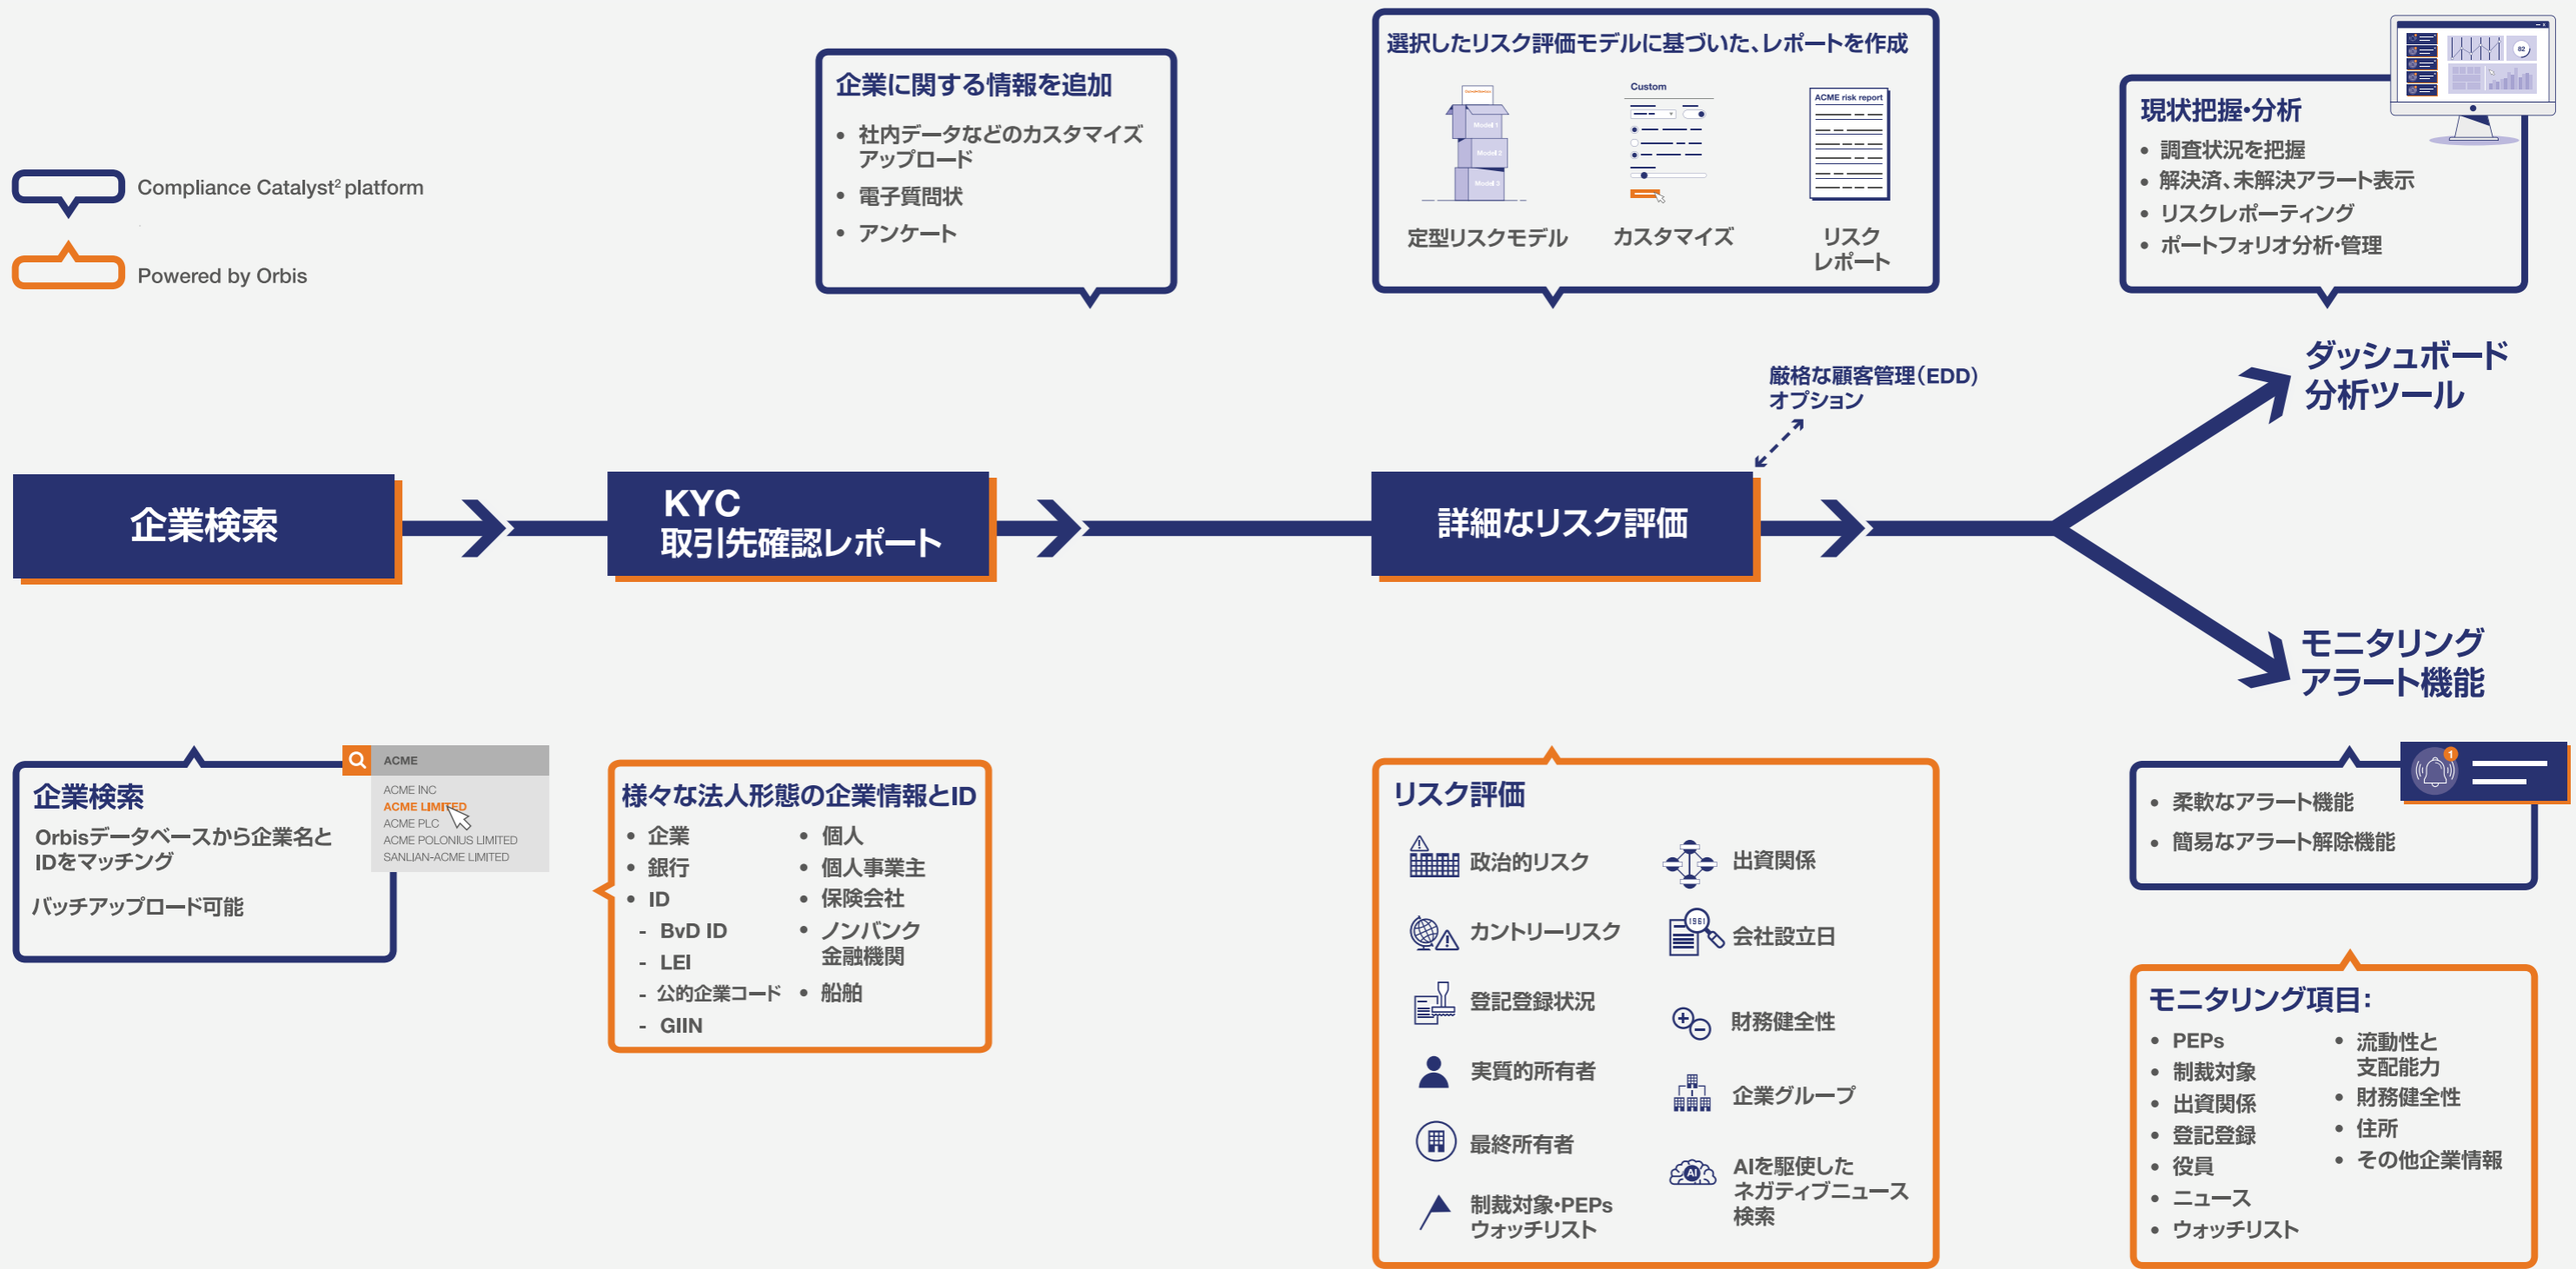 Compliance Catalyst² platform
Powered by Orbis
企業に関する情報を追加
• 社内データなどのカスタマイズ
アップロード
• 電子質問状
• アンケート
選択したリスク評価モデルに基づいた、レポートを作成
Model 1
Model 2
Model 3
定型リスクモデル
Custom
カスタマイズ
ACME risk report
リスク
レポート
82
現状把握・分析
• 調査状況を把握
• 解決済、未解決アラート表示
• リスクレポーティング
• ポートフォリオ分析・管理
企業検索
KYC
取引先確認レポート
詳細なリスク評価
厳格な顧客管理（EDD）
オプション
ダッシュボード
分析ツール
モニタリング
アラート機能
企業検索
Orbisデータベースから企業名と
IDをマッチング
バッチアップロード可能
ACME
ACME INC
ACME LIMITED
ACME PLC
ACME POLONIUS LIMITED
SANLIAN-ACME LIMITED
様々な法人形態の企業情報とID
• 企業
• 銀行
• ID
- BvD ID
- LEI
- 公的企業コード
- GIIN
• 個人
• 個人事業主
• 保険会社
• ノンバンク
金融機関
• 船舶
リスク評価
政治的リスク
カントリーリスク
登記登録状況
実質的所有者
最終所有者
制裁対象・PEPs
ウォッチリスト
出資関係
1961
会社設立日
財務健全性
企業グループ
AI
AIを駆使した
ネガティブニュース
検索
1
• 柔軟なアラート機能
• 簡易なアラート解除機能
モニタリング項目：
• PEPs
• 制裁対象
• 出資関係
• 登記登録
• 役員
• ニュース
• ウォッチリスト
• 流動性と
支配能力
• 財務健全性
• 住所
• その他企業情報